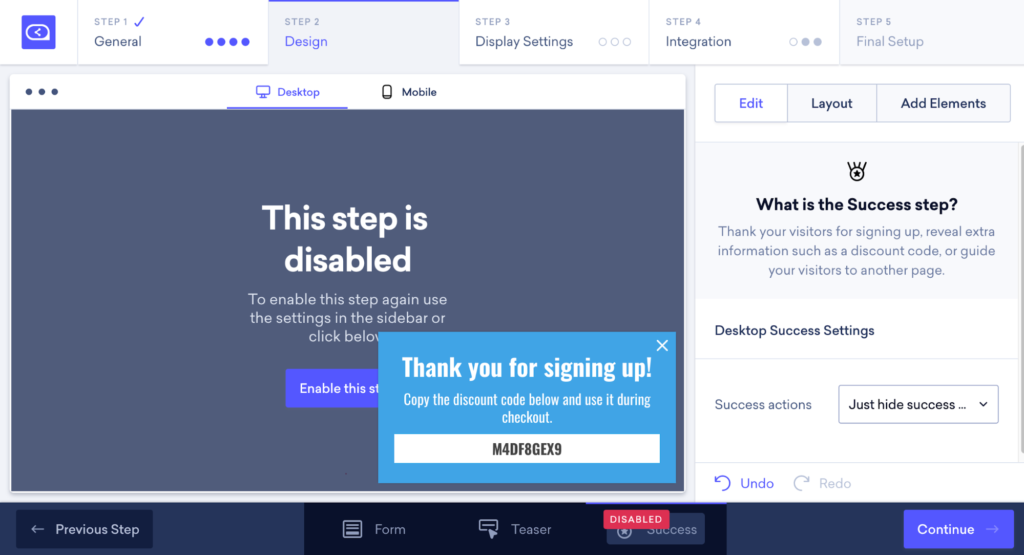 STEP 1
General
STEP 2
Design
STEP 3
Display Settings
STEP 4
Integration
STEP 5
Final Setup
Desktop
Mobile
Edit
Layout
Add Elements
This step is
disabled
To enable this step again use
the settings in the sidebar or
click below
Enable this st
Thank you for signing up!
Copy the discount code below and use it during
checkout.
M4DF8GEX9
What is the Success step?
Thank your visitors for signing up, reveal extra
information such as a discount code, or guide
your visitors to another page.
Desktop Success Settings
Success actions
Just hide success ...
Undo
Redo
Previous Step
Form
Teaser
DISABLED
Success
Continue